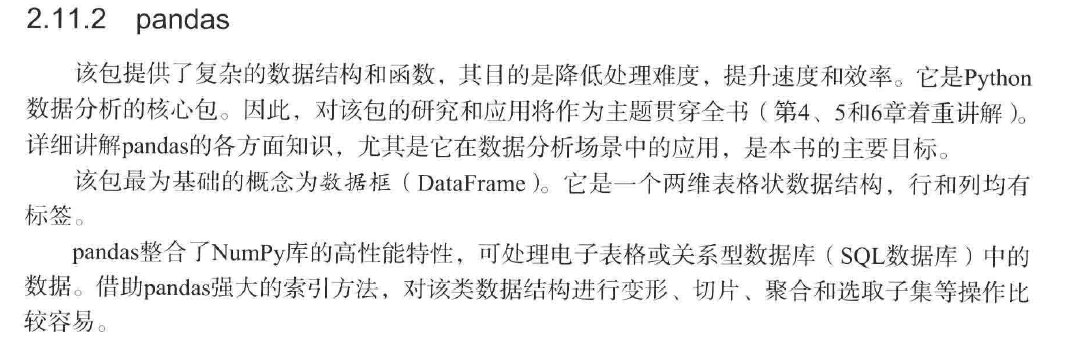 2.11.2 pandas
该包提供了复杂的数据结构和函数，其目的是降低处理难度，提升速度和效率。它是Python
数据分析的核心包。因此，对该包的研究和应用将作为主题贯穿全书（第4、5和6章着重讲解）。
详细讲解pandas的各方面知识，尤其是它在数据分析场景中的应用，是本书的主要目标。
该包最为基础的概念为数据框（DataFrame）。它是一个两维表格状数据结构，行和列均有
标签。
pandas整合了NumPy库的高性能特性，可处理电子表格或关系型数据库（SQL数据库）中的
数据。借助pandas强大的索引方法，对该类数据结构进行变形、切片、聚合和选取子集等操作比
较容易。